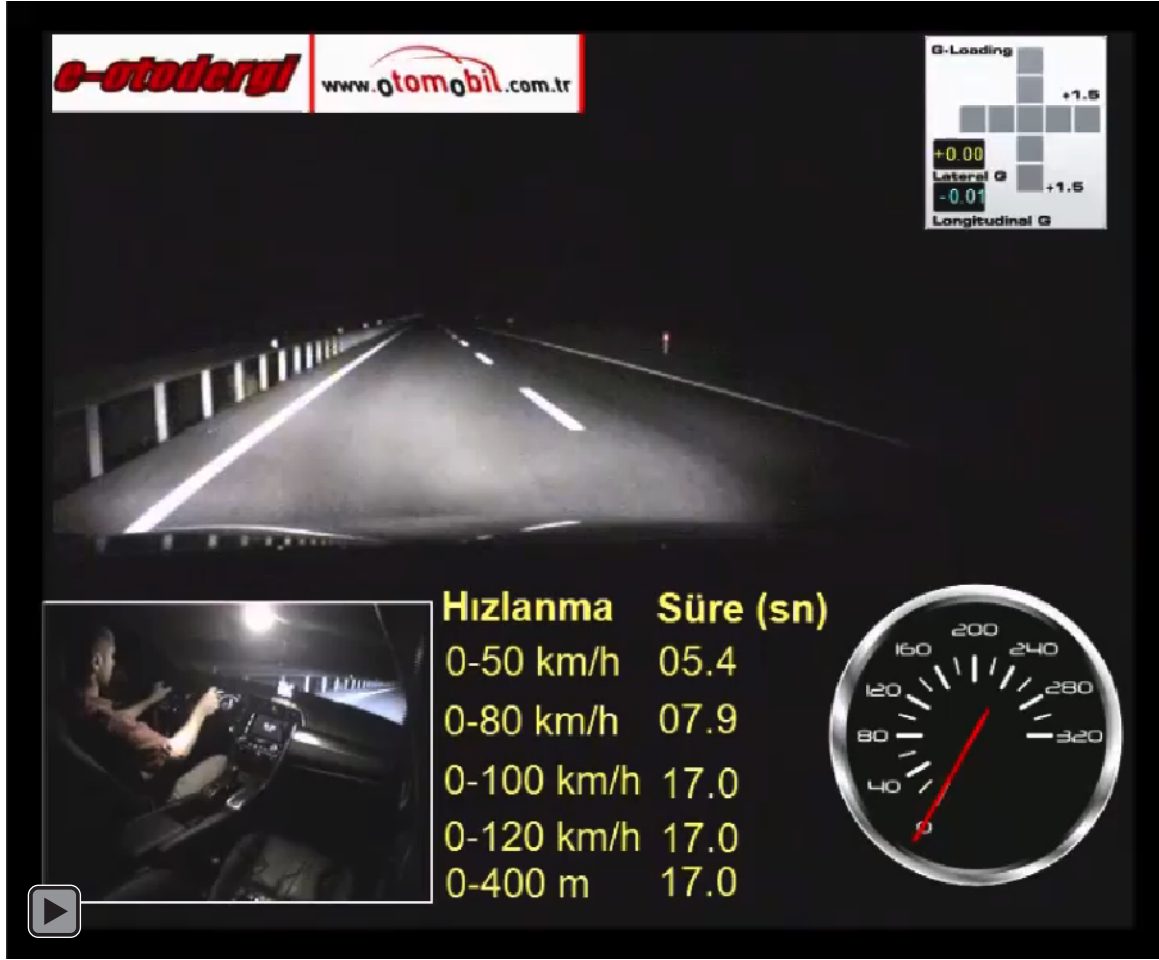 e-otodergi
www.otomobil.com.tr
G-Loading
+1.5
+0.00
Lateral G
+1.5
-0.01
Longitudinal G
Hızlanma Süre (sn)
0-50 km/h 05.4
0-80 km/h 07.9
0-100 km/h 17.0
0-120 km/h 17.0
0-400 m 17.0
200
160 240
120 280
80 320
40
0